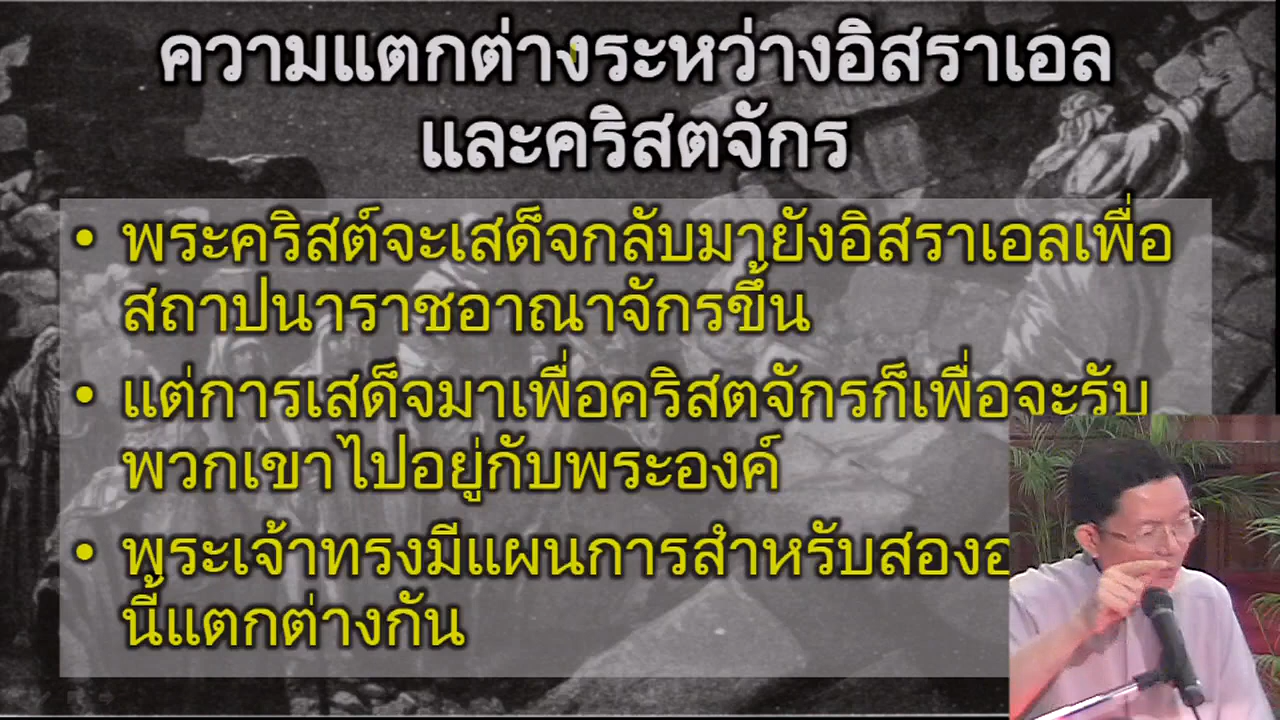 ความแตกต่างระหว่างอิสราเอล
และคริสตจักร
• พระคริสต์จะเสด็จกลับมายังอิสราเอลเพื่อ
สถาปนาราชอาณาจักรขึ้น
• แต่การเสด็จมาเพื่อคริสตจักรก็เพื่อจะรับ
พวกเขาไปอยู่กับพระองค์
• พระเจ้าทรงมีแผนการสำหรับสอง
นี้แตกต่างกัน